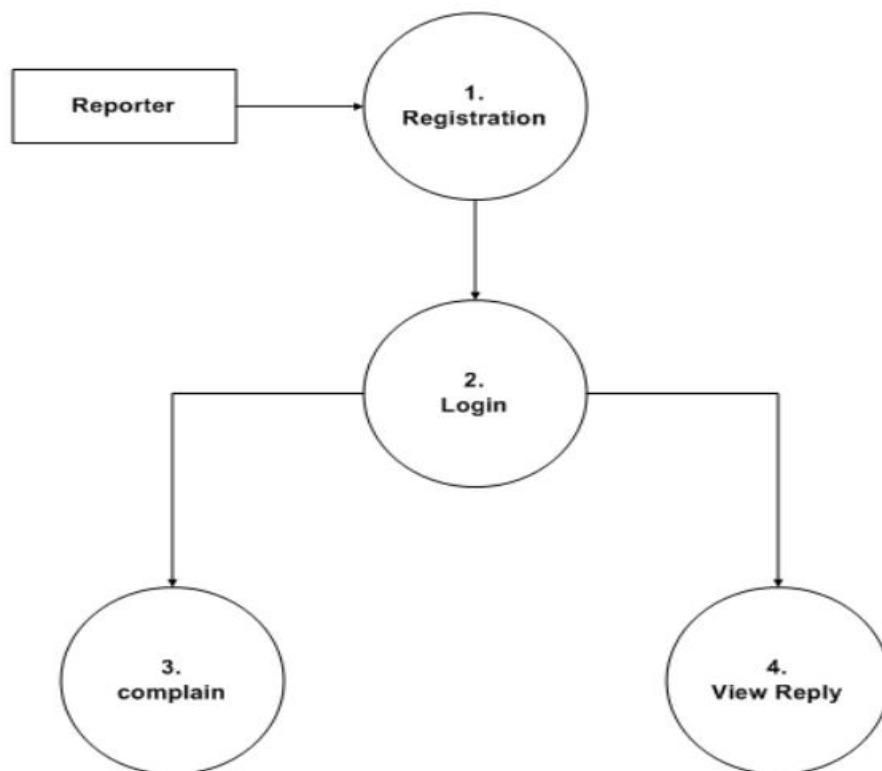 Reporter
1.
Registration
2.
Login
3.
complain
4.
View Reply